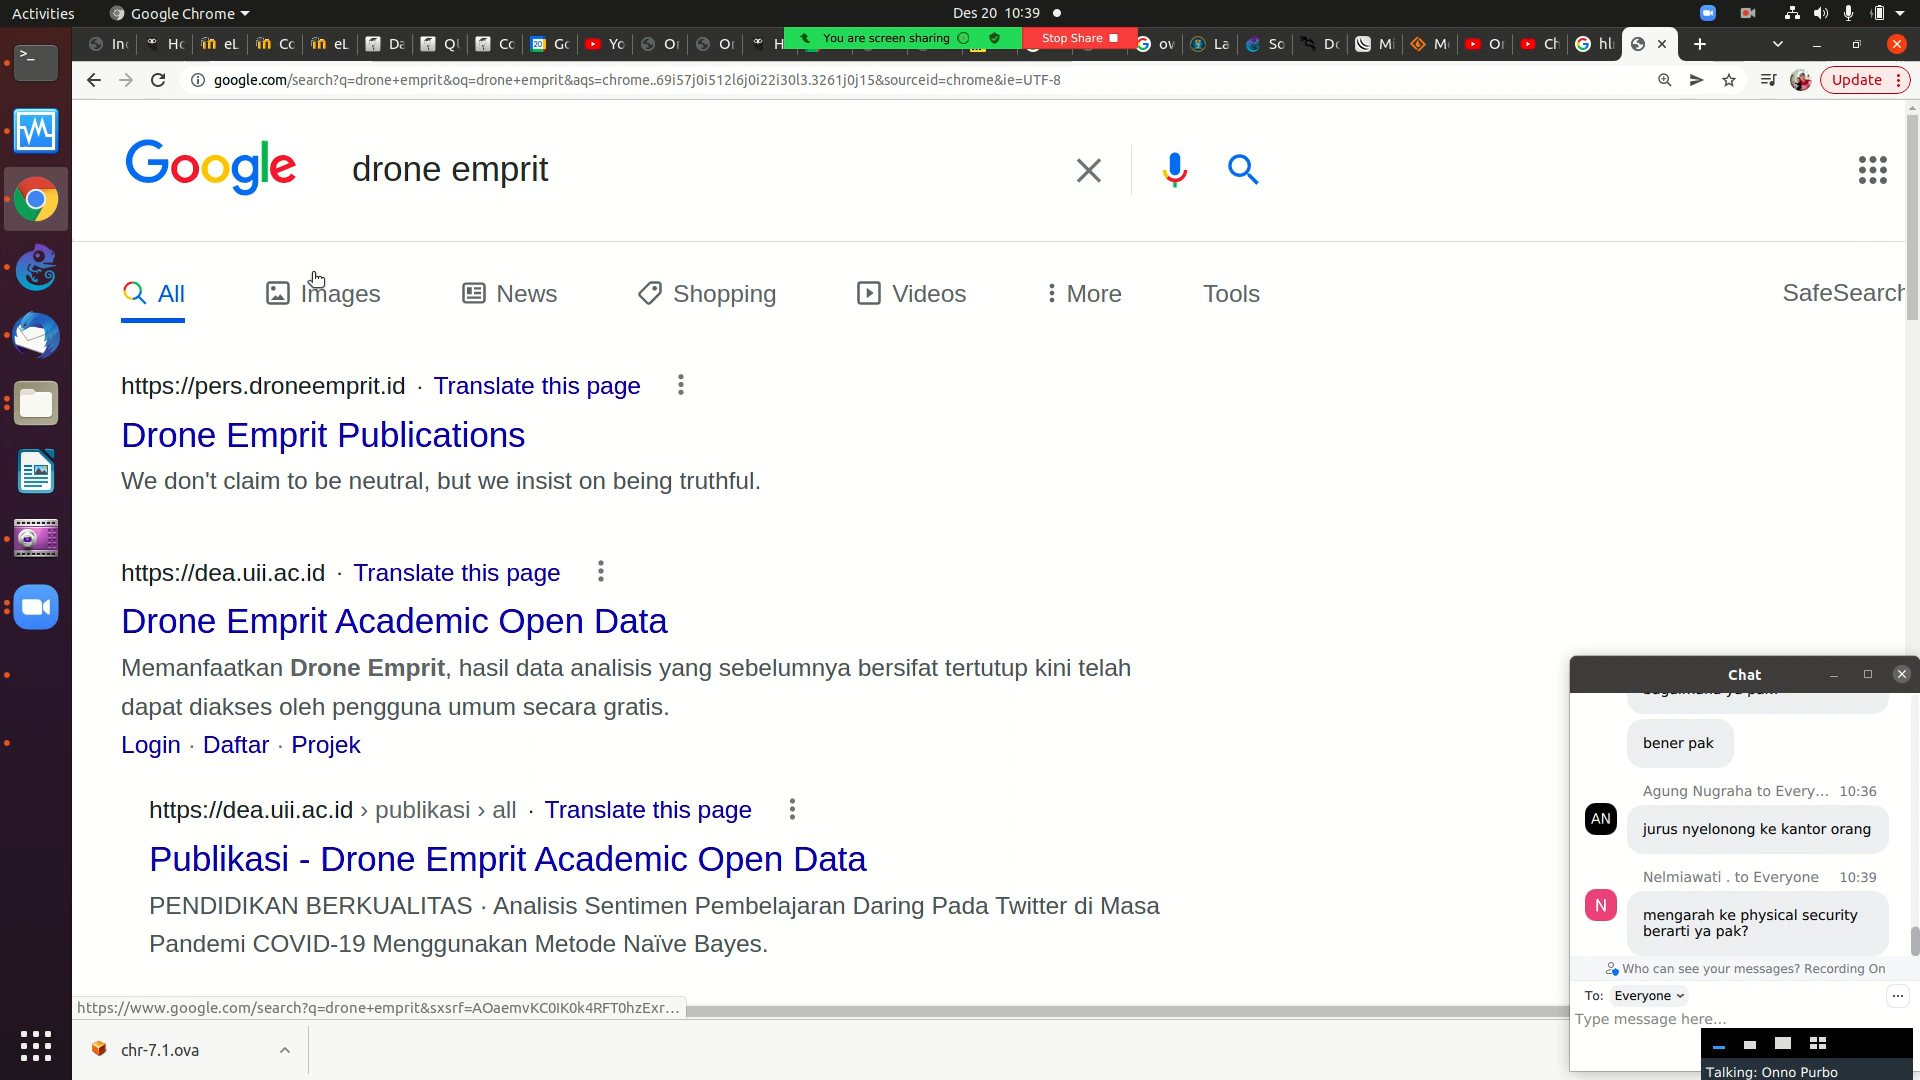 Activities
Google Chrome
Des 20 10:39
You are screen sharing
Stop Share
google.com/search?q=drone+emprit&oq=drone+emprit&aqs=chrome..69i57j0i512l6j0i22i30l3.3261j0j15&sourceid=chrome&ie=UTF-8
Update
Google
drone emprit
All
Images
News
Shopping
Videos
More
Tools
SafeSearch
https://pers.droneemprit.id · Translate this page
Drone Emprit Publications
We don't claim to be neutral, but we insist on being truthful.
https://dea.uii.ac.id · Translate this page
Drone Emprit Academic Open Data
Memanfaatkan Drone Emprit, hasil data analisis yang sebelumnya bersifat tertutup kini telah
dapat diakses oleh pengguna umum secara gratis.
Login · Daftar · Projek
https://dea.uii.ac.id › publikasi › all · Translate this page
Publikasi - Drone Emprit Academic Open Data
PENDIDIKAN BERKUALITAS · Analisis Sentimen Pembelajaran Daring Pada Twitter di Masa
Pandemi COVID-19 Menggunakan Metode Naïve Bayes.
https://www.google.com/search?q=drone+emprit&sxsrf=AOaemvKC0IK0k4RFT0hzExr...
chr-7.1.ova
Chat
bener pak
Agung Nugraha to Every... 10:36
AN
jurus nyelonong ke kantor orang
Nelmiawati . to Everyone 10:39
N
mengarah ke physical security
berarti ya pak?
Who can see your messages? Recording On
To: Everyone
Type message here...
Talking: Onno Purbo